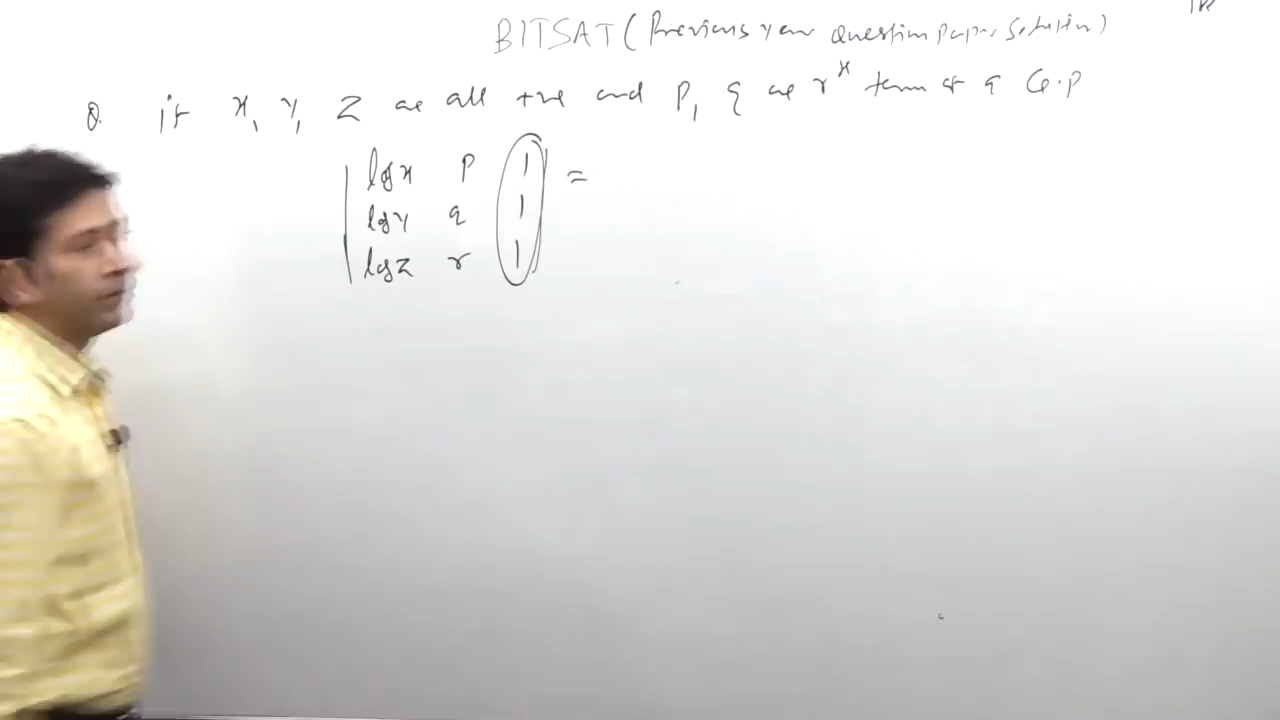 BITSAT (Previous year Question paper Solution)
Q. if x, y, z are all +ve and p, q are r^x term of a G.P
| log x p 1 | =
| log y q 1 |
| log z r 1 |